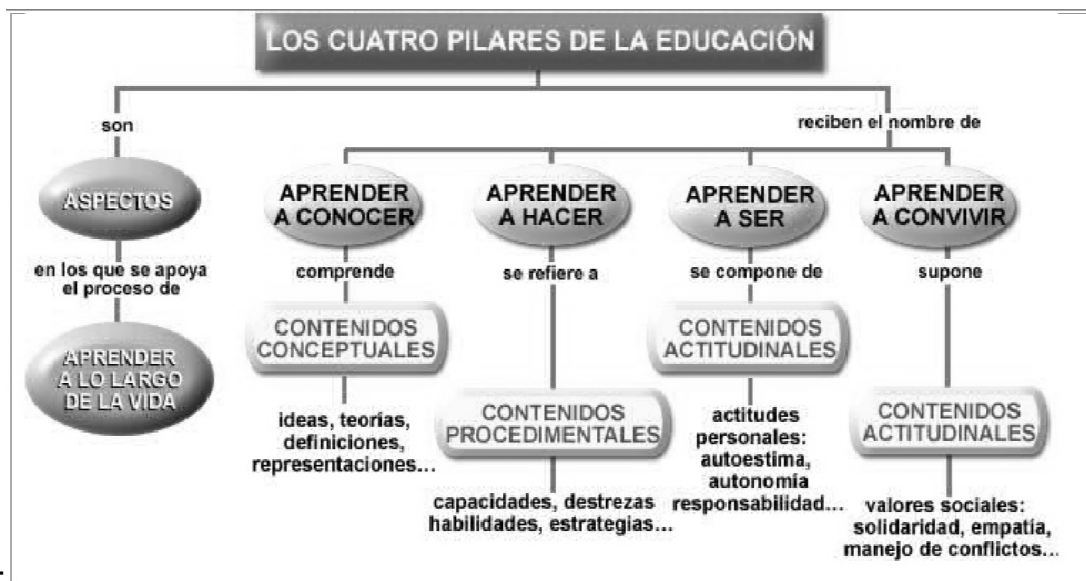 LOS CUATRO PILARES DE LA EDUCACIÓN
son
reciben el nombre de
ASPECTOS
en los que se apoya
el proceso de
APRENDER
A LO LARGO
DE LA VIDA
APRENDER
A CONOCER
comprende
CONTENIDOS
CONCEPTUALES
ideas, teorías,
definiciones,
representaciones...
APRENDER
A HACER
se refiere a
CONTENIDOS
PROCEDIMENTALES
capacidades, destrezas
habilidades, estrategias...
APRENDER
A SER
se compone de
CONTENIDOS
ACTITUDINALES
actitudes
personales:
autoestima,
autonomía
responsabilidad...
APRENDER
A CONVIVIR
supone
CONTENIDOS
ACTITUDINALES
valores sociales:
solidaridad, empatía,
manejo de conflictos...